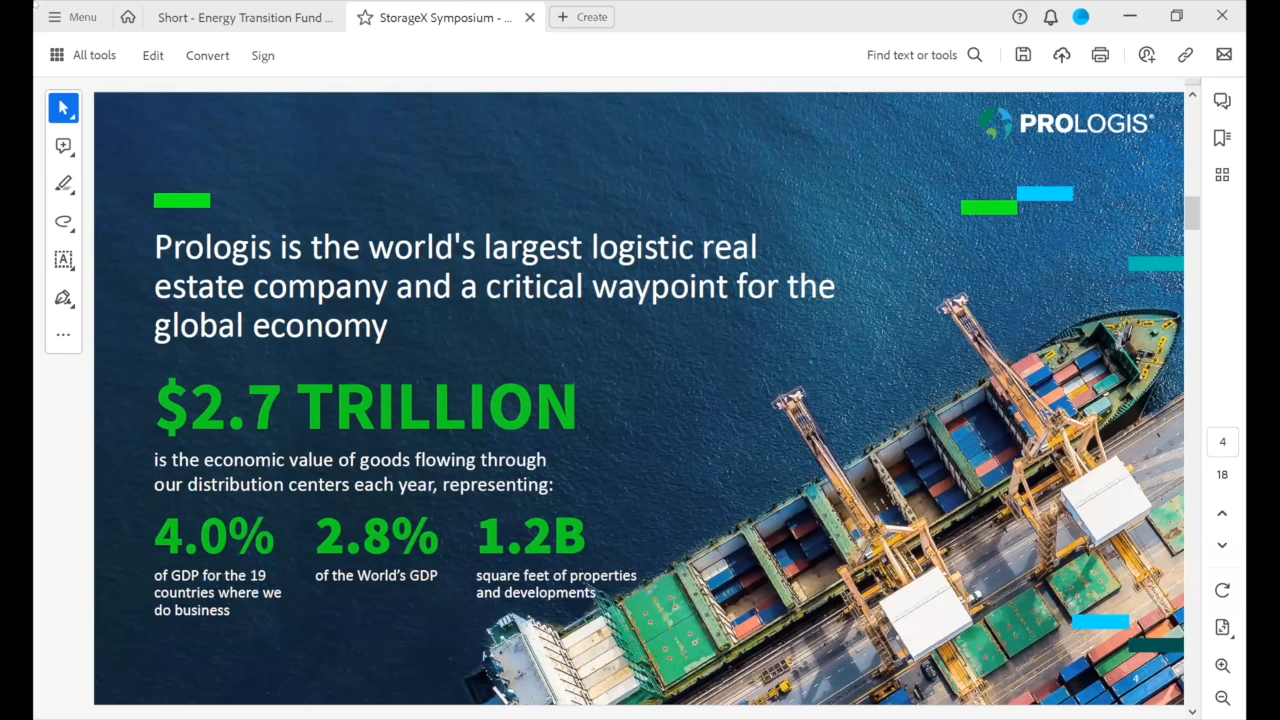 Menu
Short - Energy Transition Fund ...
StorageX Symposium - ...
Create
All tools
Edit
Convert
Sign
Find text or tools
PROLOGIS®
Prologis is the world's largest logistic real
estate company and a critical waypoint for the
global economy
$2.7 TRILLION
is the economic value of goods flowing through
our distribution centers each year, representing:
4.0%
of GDP for the 19
countries where we
do business
2.8%
of the World's GDP
1.2B
square feet of properties
and developments
4
4
18